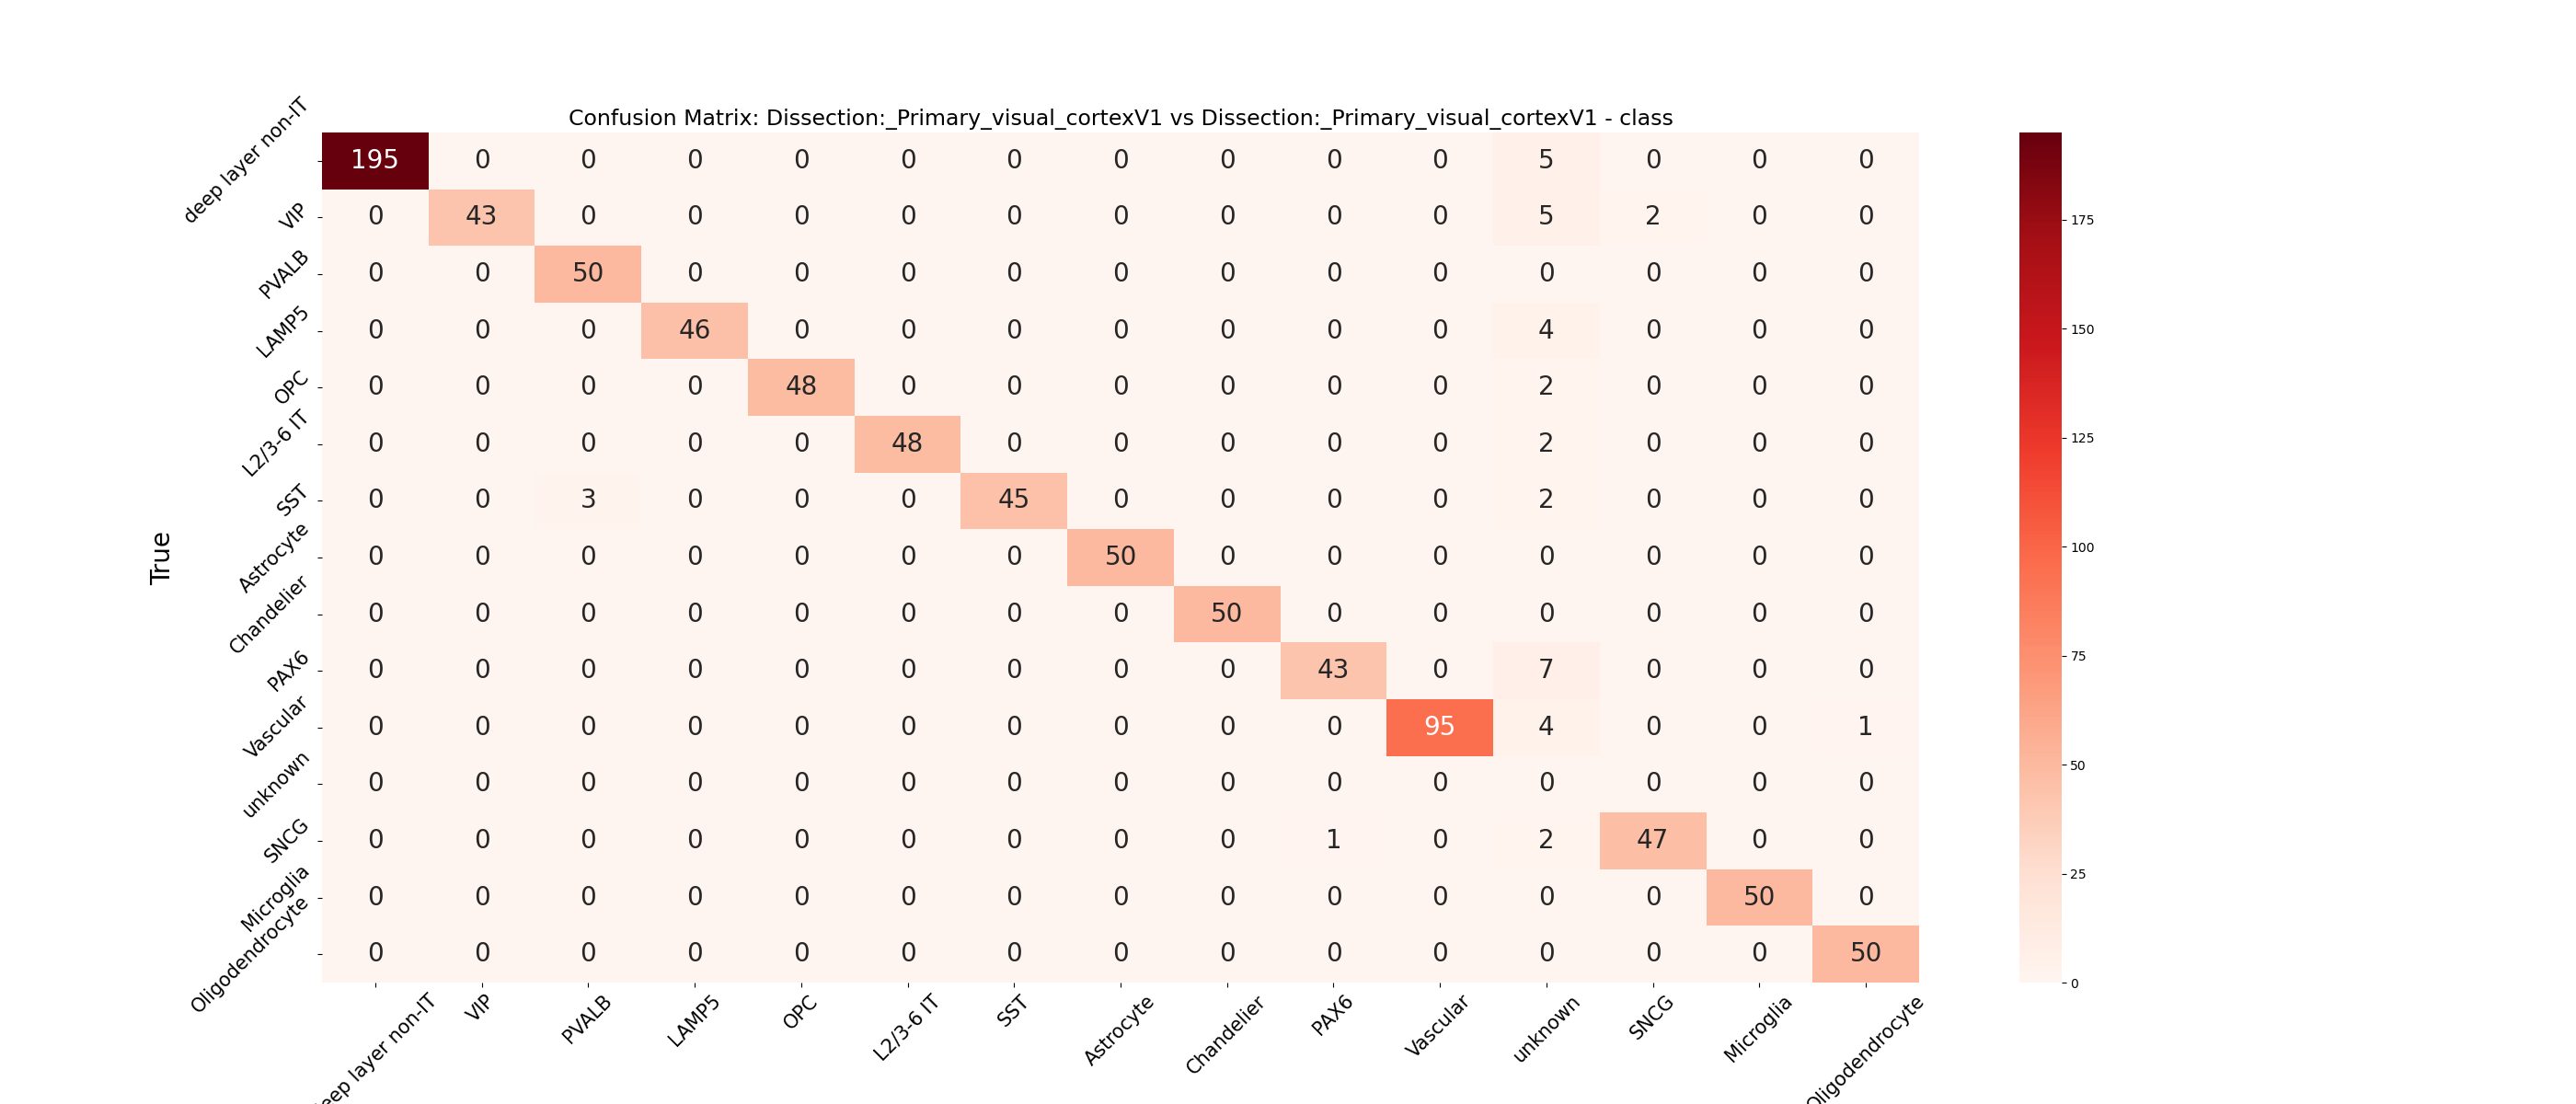 Confusion Matrix: Dissection:_Primary_visual_cortexV1 vs Dissection:_Primary_visual_cortexV1 - class
True
deep layer non-IT 195 0 0 0 0 0 0 0 0 0 0 5 0 0 0
VIP 0 43 0 0 0 0 0 0 0 0 0 5 2 0 0
PVALB 0 0 50 0 0 0 0 0 0 0 0 0 0 0 0
LAMP5 0 0 0 46 0 0 0 0 0 0 0 4 0 0 0
OPC 0 0 0 0 48 0 0 0 0 0 0 2 0 0 0
L2/3-6 IT 0 0 0 0 0 48 0 0 0 0 0 2 0 0 0
SST 0 0 3 0 0 0 45 0 0 0 0 2 0 0 0
Astrocyte 0 0 0 0 0 0 0 50 0 0 0 0 0 0 0
Chandelier 0 0 0 0 0 0 0 0 50 0 0 0 0 0 0
PAX6 0 0 0 0 0 0 0 0 0 43 0 7 0 0 0
Vascular 0 0 0 0 0 0 0 0 0 0 95 4 0 0 1
unknown 0 0 0 0 0 0 0 0 0 0 0 0 0 0 0
SNCG 0 0 0 0 0 0 0 0 0 1 0 2 47 0 0
Microglia 0 0 0 0 0 0 0 0 0 0 0 0 0 50 0
Oligodendrocyte 0 0 0 0 0 0 0 0 0 0 0 0 0 0 50
eep layer non-IT VIP PVALB LAMP5 OPC L2/3-6 IT SST Astrocyte Chandelier PAX6 Vascular unknown SNCG Microglia Oligodendrocyte
175
150
125
100
75
50
25
0